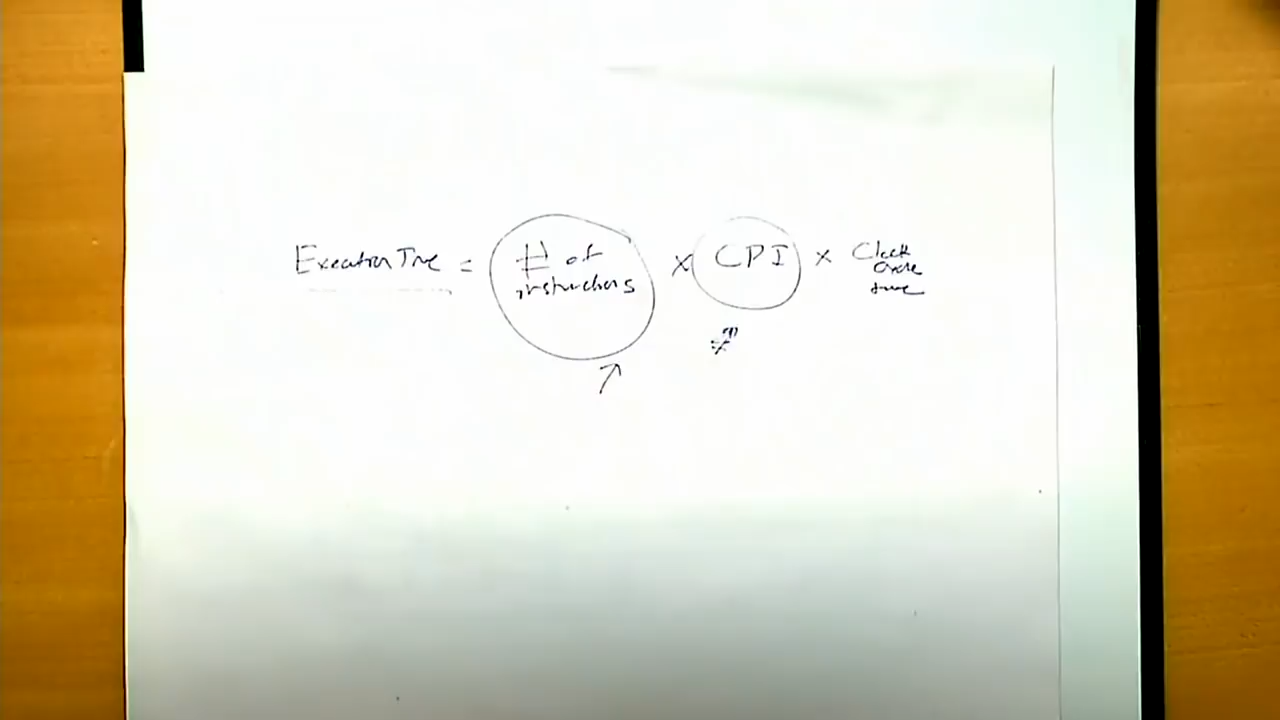 Execution Time = # of instructions × CPI × Clock Cycle time